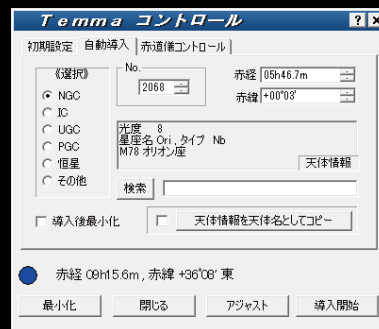 Temma コントロール
初期設定 自動導入 赤道儀コントロール
《選択》
NGC
IC
UGC
PGC
恒星
その他
No.
2068
赤経 05h46.7m
赤緯 +00°03'
光度 8
星座名 Ori , タイプ Nb
M78 オリオン座
天体情報
検索
導入後最小化
天体情報を天体名としてコピー
赤経 09h15.6m , 赤緯 +36°08' 東
最小化 閉じる アジャスト 導入開始